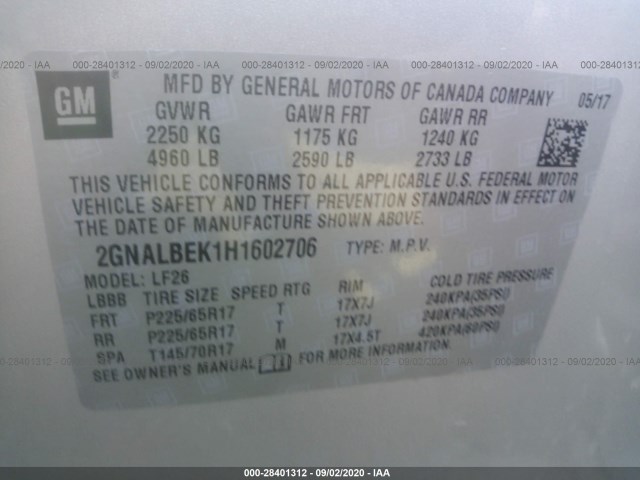 000-28401312 - 09/02/2020 - IAA
GM
®
MFD BY GENERAL MOTORS OF CANADA COMPANY 05/17
GVWR GAWR FRT GAWR RR
2250 KG 1175 KG 1240 KG
4960 LB 2590 LB 2733 LB
THIS VEHICLE CONFORMS TO ALL APPLICABLE U.S. FEDERAL MOTOR
VEHICLE SAFETY AND THEFT PREVENTION STANDARDS IN EFFECT ON
THE DATE OF MANUFACTURE SHOWN ABOVE.
2GNALBEK1H1602706 TYPE: M.P.V.
MODEL: LF26
LBBB TIRE SIZE SPEED RTG RIM COLD TIRE PRESSURE
FRT P225/65R17 T 17X7J 240KPA(35PSI)
RR P225/65R17 T 17X7J 240KPA(35PSI)
SPA T145/70R17 M 17X4.5T 420KPA(60PSI)
SEE OWNER'S MANUAL FOR MORE INFORMATION.
000-28401312 - 09/02/2020 - IAA